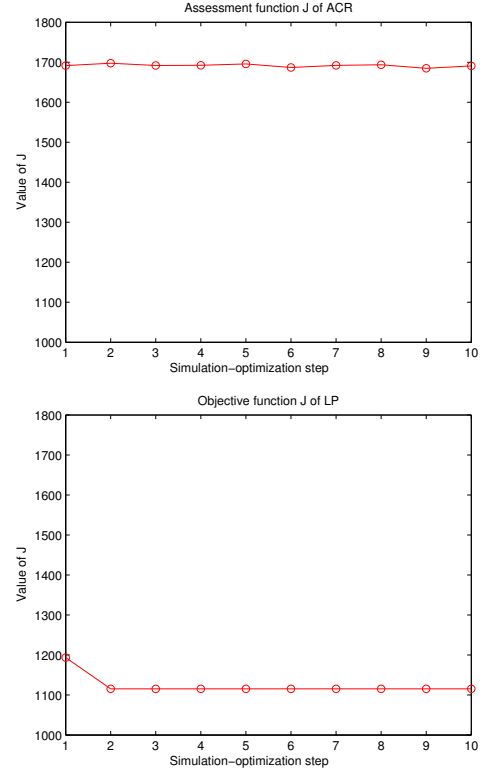 Assessment function J of ACR
1800
1700
1600
1500
1400
1300
1200
1100
1000
Value of J
1 2 3 4 5 6 7 8 9 10
Simulation−optimization step
Objective function J of LP
1800
1700
1600
1500
1400
1300
1200
1100
1000
Value of J
1 2 3 4 5 6 7 8 9 10
Simulation−optimization step